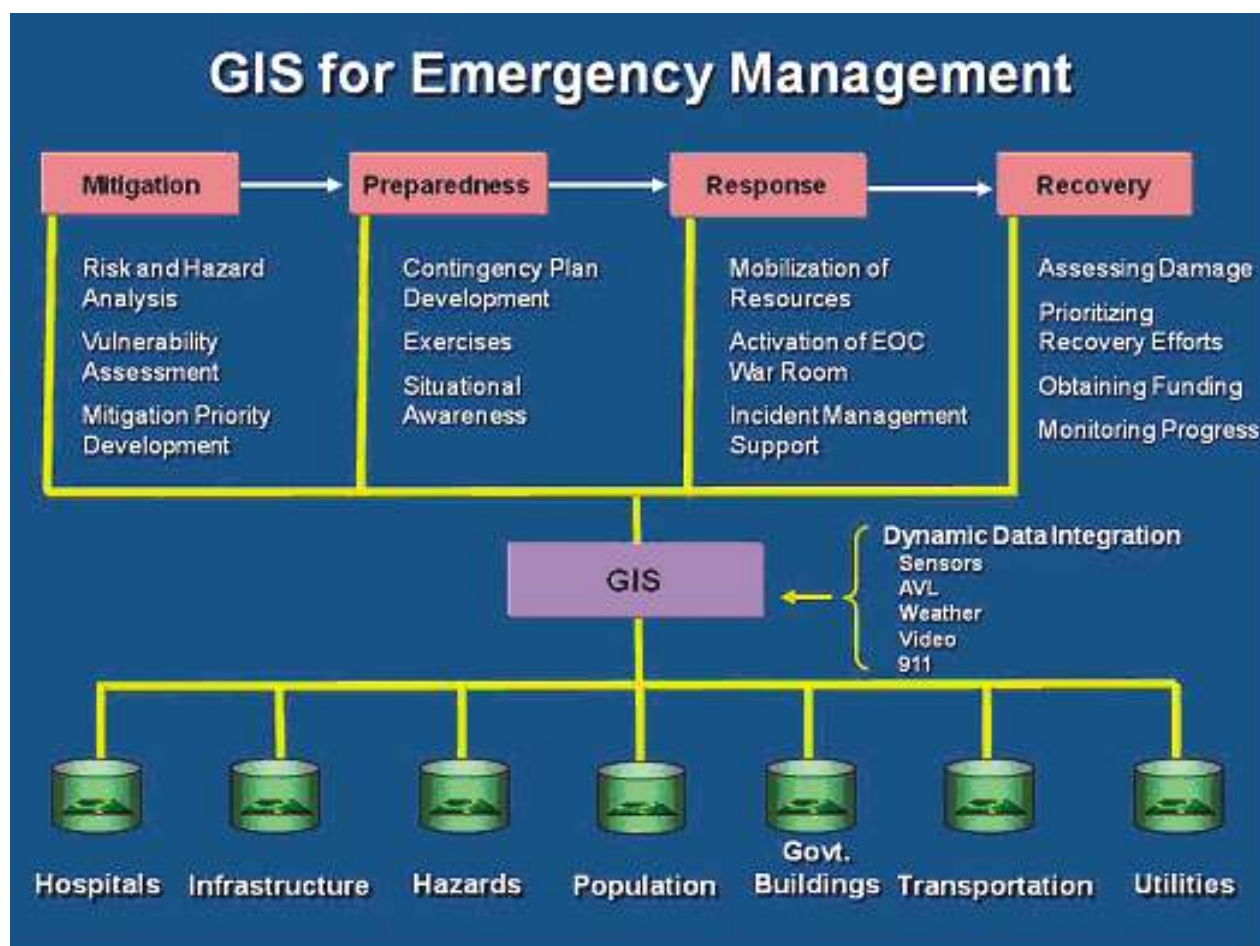 GIS for Emergency Management
Mitigation
Preparedness
Response
Recovery
Risk and Hazard
Analysis
Vulnerability
Assessment
Mitigation Priority
Development
Contingency Plan
Development
Exercises
Situational
Awareness
Mobilization of
Resources
Activation of EOC
War Room
Incident Management
Support
Assessing Damage
Prioritizing
Recovery Efforts
Obtaining Funding
Monitoring Progress
GIS
Dynamic Data Integration
Sensors
AVL
Weather
Video
911
Hospitals
Infrastructure
Hazards
Population
Govt.
Buildings
Transportation
Utilities